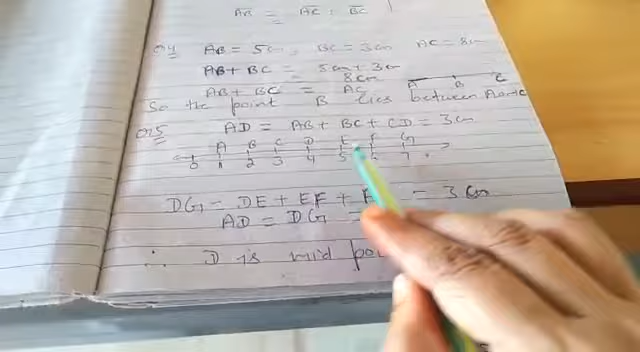 AB = AC - BC
Q4 AB = 5cm, BC = 3cm AC = 8cm
AB + BC = 5cm + 3cm
= 8cm
AB + BC = AC
A B C
So the point B lies between A and C
Q5 AD = AB + BC + CD = 3cm
A B C D E F G
0 1 2 3 4 5 6 7
DG = DE + EF + = 3cm
AD = DG =
∴ D is mid